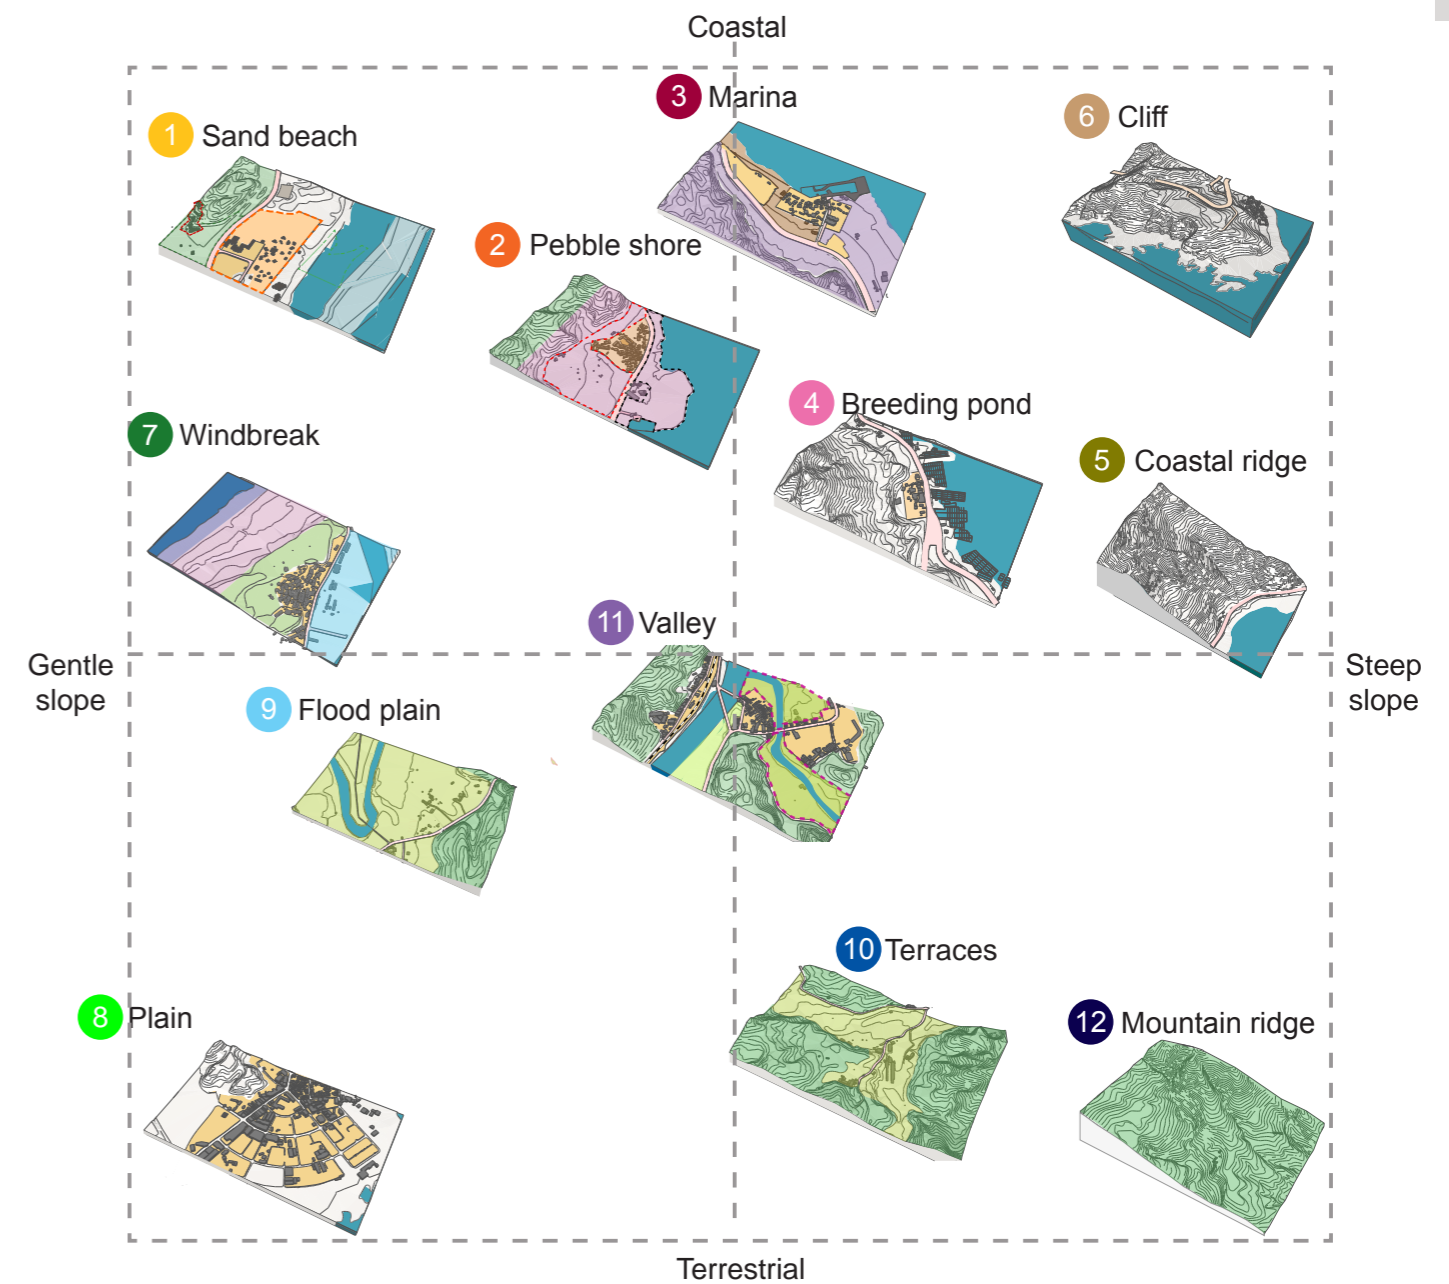 Coastal
3 Marina
6 Cliff
1 Sand beach
2 Pebble shore
4 Breeding pond
7 Windbreak
5 Coastal ridge
11 Valley
Gentle
slope
Steep
slope
9 Flood plain
10 Terraces
8 Plain
12 Mountain ridge
Terrestrial